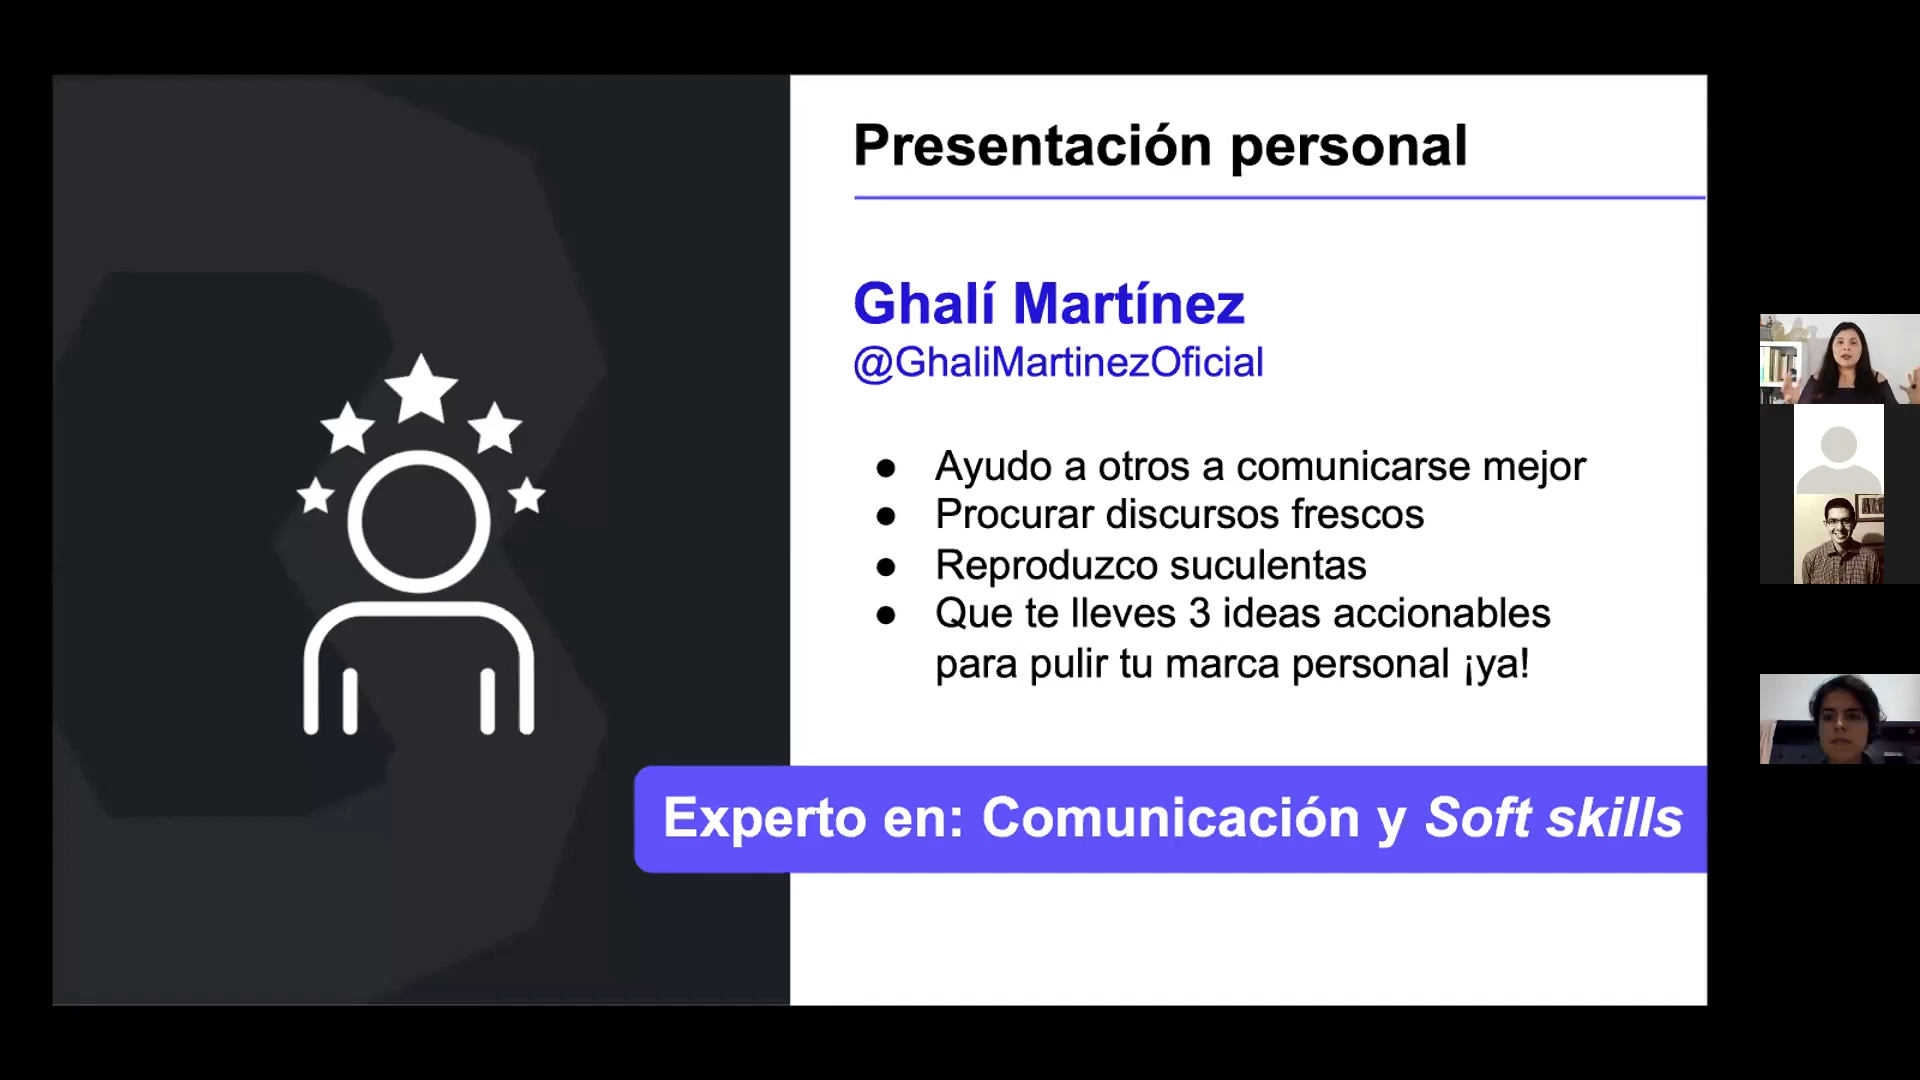 Presentación personal
Ghalí Martínez
@GhaliMartinezOficial
● Ayudo a otros a comunicarse mejor
● Procurar discursos frescos
● Reproduzco suculentas
● Que te lleves 3 ideas accionables
para pulir tu marca personal ¡ya!
Experto en: Comunicación y Soft skills